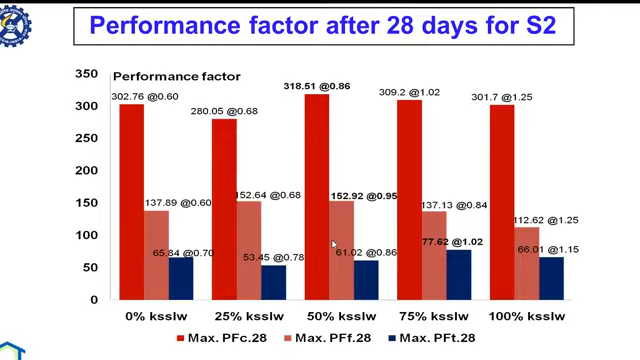 Performance factor after 28 days for S2
350
Performance factor
300
250
200
150
100
50
0
302.76 @0.60
137.89 @0.60
65.84 @0.70
280.05 @0.68
152.64 @0.68
53.45 @0.78
318.51 @0.86
152.92 @0.95
61.02 @0.86
309.2 @1.02
137.13 @0.84
77.62 @1.02
301.7 @1.25
112.62 @1.25
66.01 @1.15
0% ksslw
25% ksslw
50% ksslw
75% ksslw
100% ksslw
Max. PFc.28
Max. PFf.28
Max. PFt.28